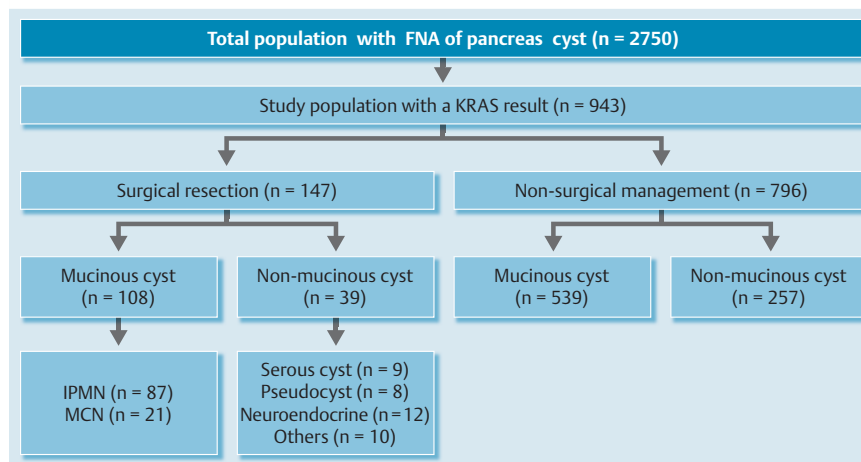 Total population with FNA of pancreas cyst (n = 2750)
Study population with a KRAS result (n = 943)
Surgical resection (n = 147)
Non-surgical management (n = 796)
Mucinous cyst
(n = 108)
Non-mucinous cyst
(n = 39)
Mucinous cyst
(n = 539)
Non-mucinous cyst
(n = 257)
IPMN (n = 87)
MCN (n = 21)
Serous cyst (n = 9)
Pseudocyst (n = 8)
Neuroendocrine (n = 12)
Others (n = 10)